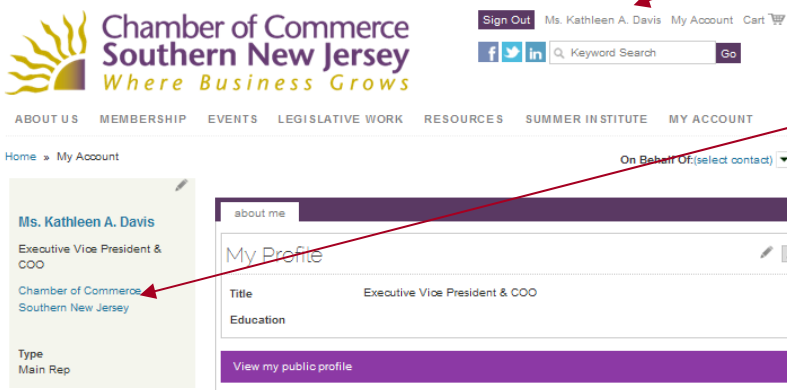 Chamber of Commerce
Southern New Jersey
Where Business Grows
Sign Out Ms. Kathleen A. Davis My Account Cart
f in Keyword Search Go
ABOUT US MEMBERSHIP EVENTS LEGISLATIVE WORK RESOURCES SUMMER INSTITUTE MY ACCOUNT
Home » My Account
On Behalf Of:(select contact)
Ms. Kathleen A. Davis
Executive Vice President &
COO
Chamber of Commerce
Southern New Jersey
Type
Main Rep
about me
My Profile
Title Executive Vice President & COO
Education
View my public profile